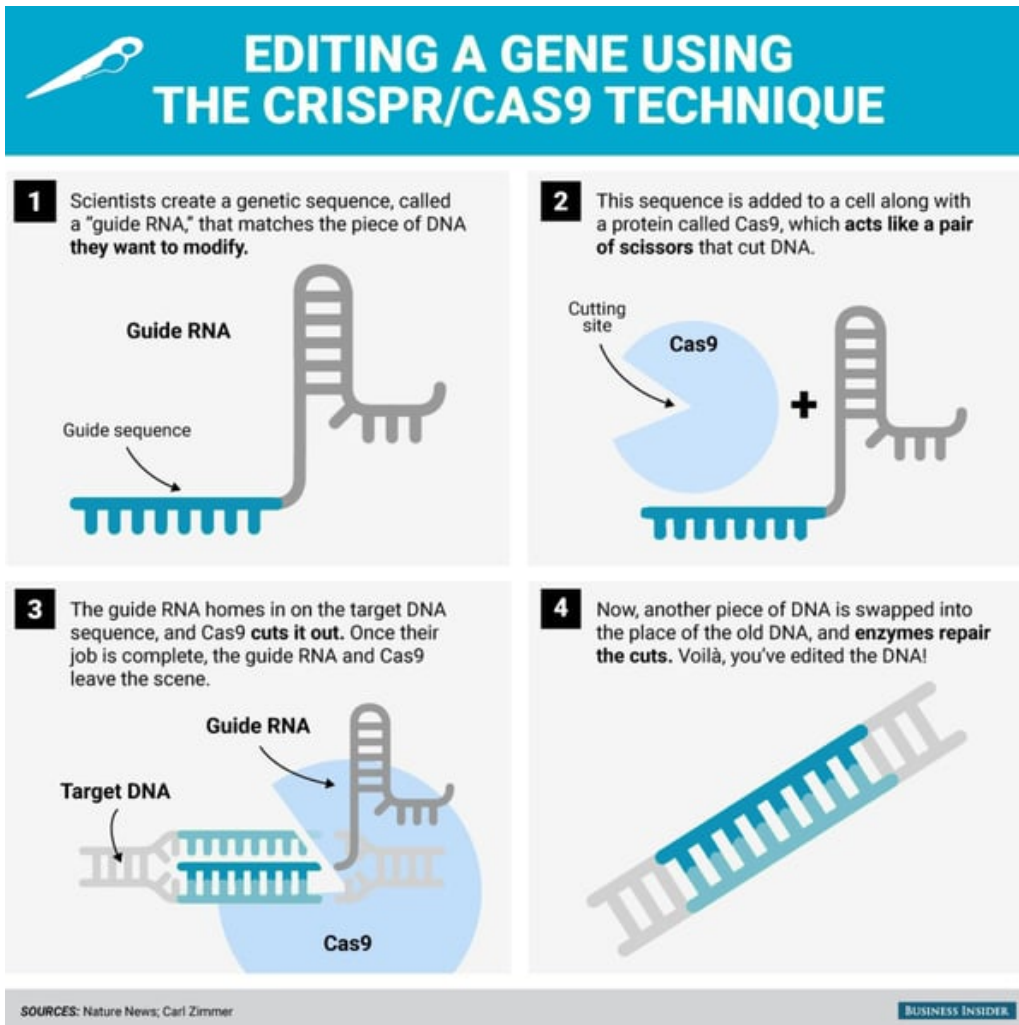 EDITING A GENE USING
THE CRISPR/CAS9 TECHNIQUE
1
Scientists create a genetic sequence, called
a “guide RNA,” that matches the piece of DNA
they want to modify.
Guide RNA
Guide sequence
2
This sequence is added to a cell along with
a protein called Cas9, which acts like a pair
of scissors that cut DNA.
Cutting
site
Cas9
3
The guide RNA homes in on the target DNA
sequence, and Cas9 cuts it out. Once their
job is complete, the guide RNA and Cas9
leave the scene.
Guide RNA
Target DNA
Cas9
4
Now, another piece of DNA is swapped into
the place of the old DNA, and enzymes repair
the cuts. Voilà, you’ve edited the DNA!
SOURCES: Nature News; Carl Zimmer
BUSINESS INSIDER